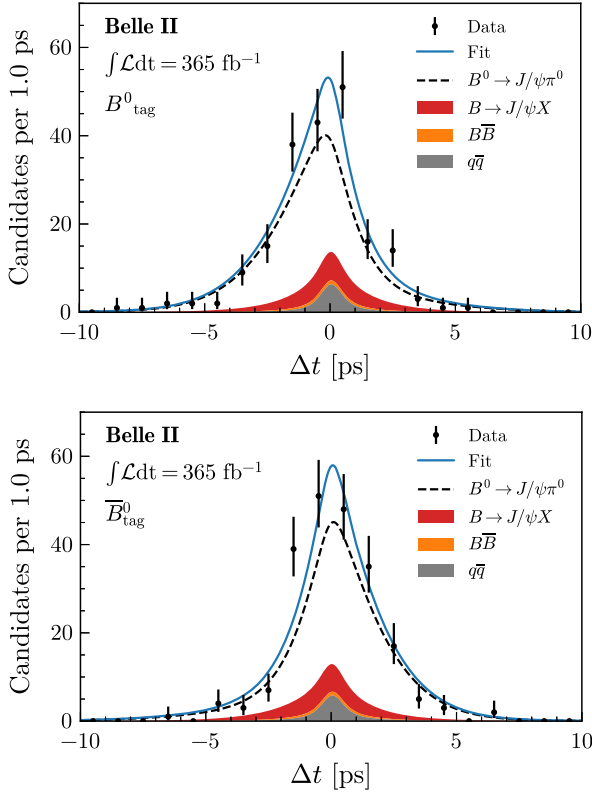 Belle II
∫ℒdt = 365 fb⁻¹
B⁰tag
Data
Fit
B⁰ → J/ψπ⁰
B → J/ψX
BB̅
qq̅
Candidates per 1.0 ps
60
40
20
0
−10 −5 0 5 10
Δt [ps]
Belle II
∫ℒdt = 365 fb⁻¹
B̅⁰tag
Data
Fit
B⁰ → J/ψπ⁰
B → J/ψX
BB̅
qq̅
Candidates per 1.0 ps
60
40
20
0
−10 −5 0 5 10
Δt [ps]